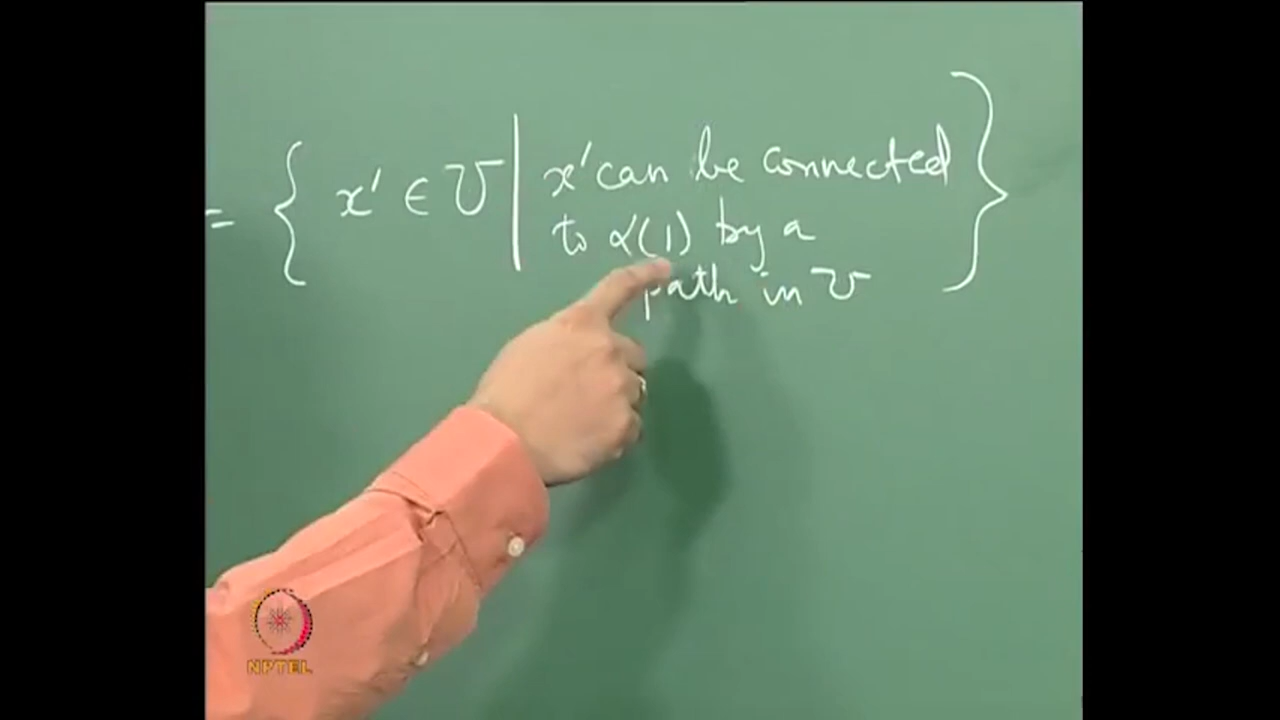 = { x' ∈ U | x' can be connected
to α(1) by a
path in U }
NPTEL